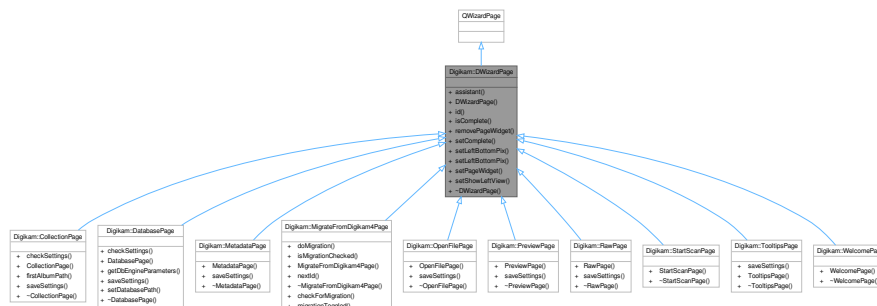 QWizardPage
Digikam::DWizardPage
+ assistant()
+ DWizardPage()
+ id()
+ isComplete()
+ removePageWidget()
+ setComplete()
+ setLeftBottomPix()
+ setLeftBottomPix()
+ setPageWidget()
+ setShowLeftView()
+ ~DWizardPage()
Digikam::CollectionPage
+ checkSettings()
+ CollectionPage()
+ firstAlbumPath()
+ saveSettings()
+ ~CollectionPage()
Digikam::DatabasePage
+ checkSettings()
+ DatabasePage()
+ getDbEngineParameters()
+ saveSettings()
+ setDatabasePath()
+ ~DatabasePage()
Digikam::MetadataPage
+ MetadataPage()
+ saveSettings()
+ ~MetadataPage()
Digikam::MigrateFromDigikam4Page
+ doMigration()
+ isMigrationChecked()
+ MigrateFromDigikam4Page()
+ nextId()
+ ~MigrateFromDigikam4Page()
+ checkForMigration()
+ migrationToggled()
Digikam::OpenFilePage
+ OpenFilePage()
+ saveSettings()
+ ~OpenFilePage()
Digikam::PreviewPage
+ PreviewPage()
+ saveSettings()
+ ~PreviewPage()
Digikam::RawPage
+ RawPage()
+ saveSettings()
+ ~RawPage()
Digikam::StartScanPage
+ StartScanPage()
+ ~StartScanPage()
Digikam::TooltipsPage
+ saveSettings()
+ TooltipsPage()
+ ~TooltipsPage()
Digikam::WelcomePa
+ WelcomePage()
+ ~WelcomePage()